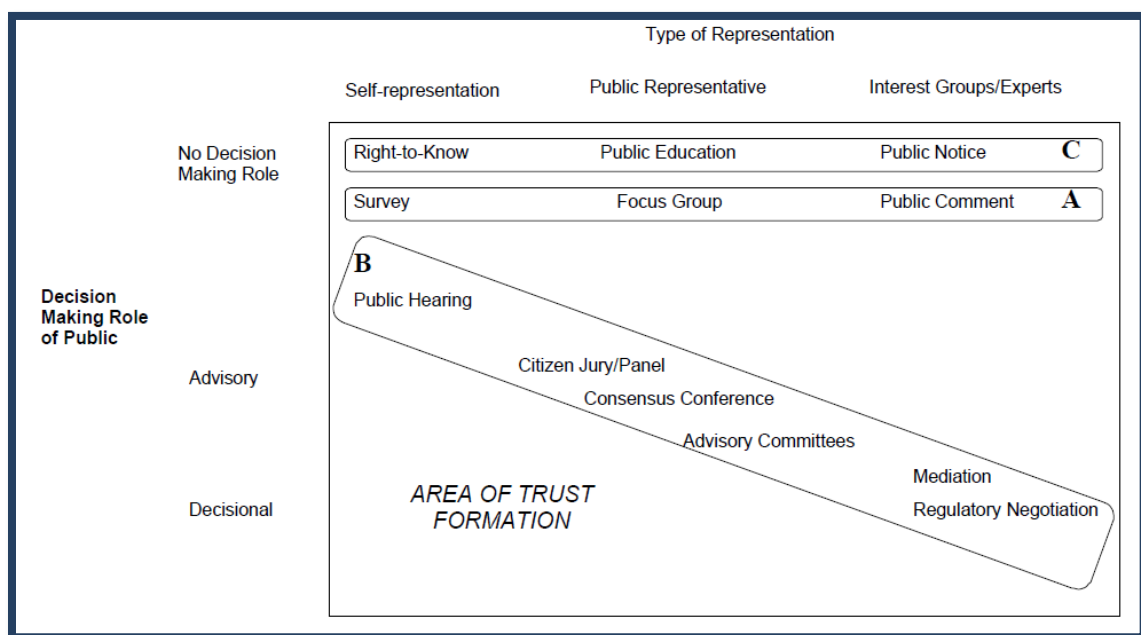 Type of Representation
Self-representation Public Representative Interest Groups/Experts
No Decision
Making Role
Right-to-Know Public Education Public Notice C
Survey Focus Group Public Comment A
B
Public Hearing
Decision
Making Role
of Public
Citizen Jury/Panel
Advisory
Consensus Conference
Advisory Committees
Mediation
AREA OF TRUST
FORMATION
Decisional
Regulatory Negotiation